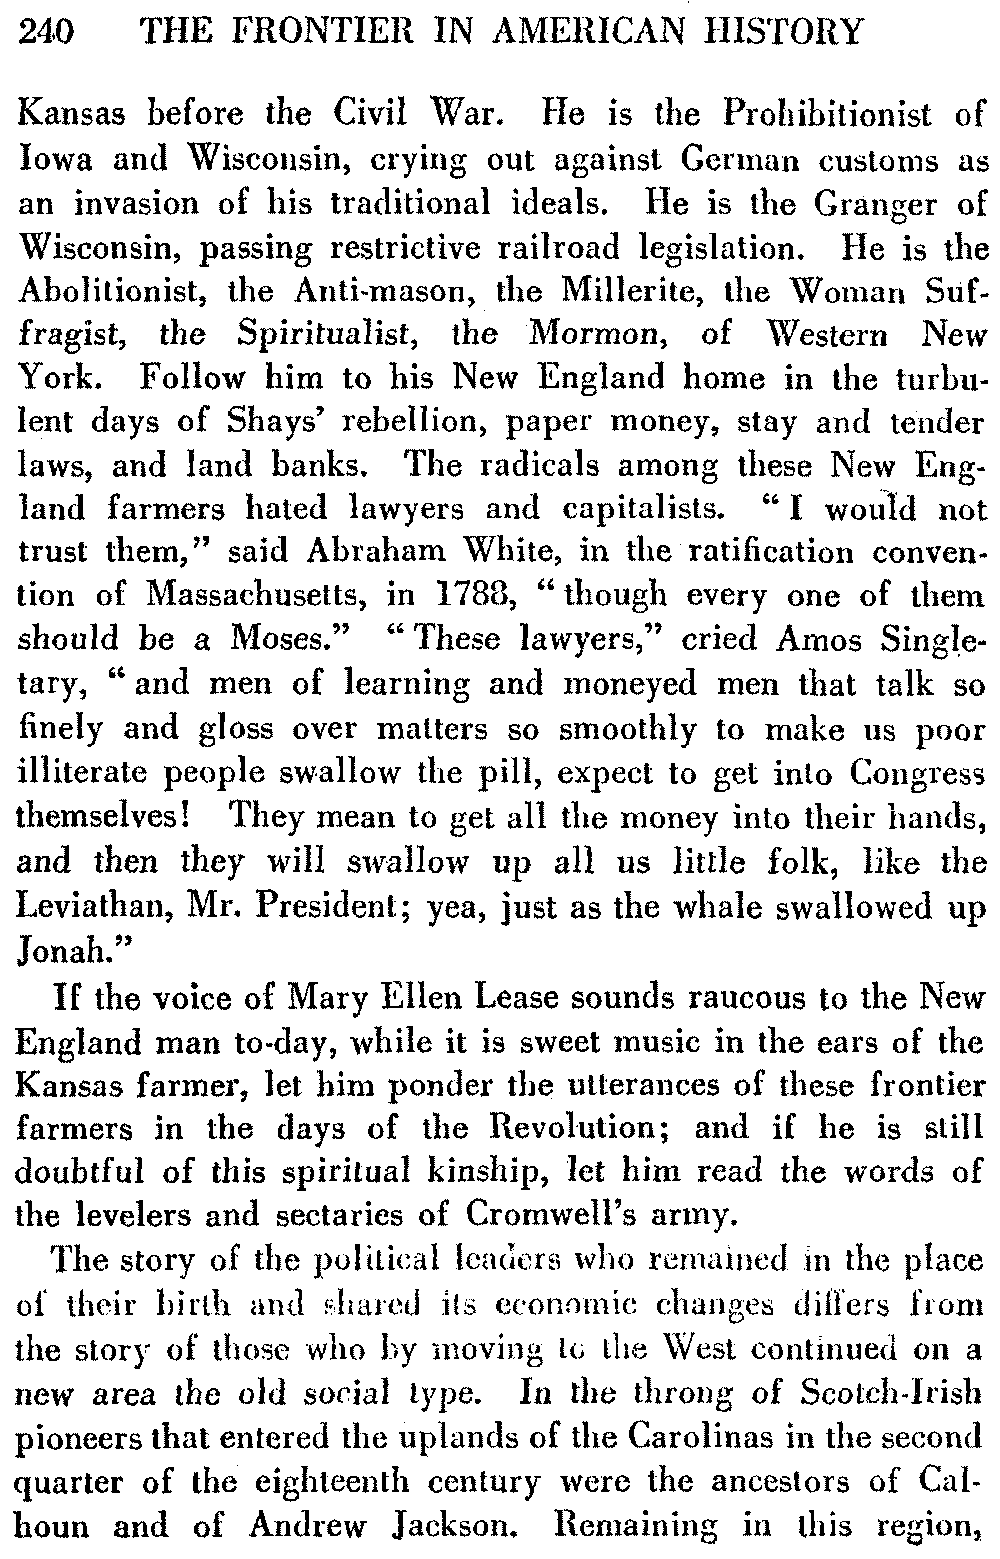 240 THE FRONTIER IN AMERICAN HISTORY
Kansas before the Civil War. He is the Prohibitionist of
Iowa and Wisconsin, crying out against German customs as
an invasion of his traditional ideals. He is the Granger of
Wisconsin, passing restrictive railroad legislation. He is the
Abolitionist, the Anti-mason, the Millerite, the Woman Suf-
fragist, the Spiritualist, the Mormon, of Western New
York. Follow him to his New England home in the turbu-
lent days of Shays’ rebellion, paper money, stay and tender
laws, and land banks. The radicals among these New Eng-
land farmers hated lawyers and capitalists. “ I would not
trust them,” said Abraham White, in the ratification conven-
tion of Massachusetts, in 1788, “ though every one of them
should be a Moses.” “ These lawyers,” cried Amos Single-
tary, “ and men of learning and moneyed men that talk so
finely and gloss over matters so smoothly to make us poor
illiterate people swallow the pill, expect to get into Congress
themselves! They mean to get all the money into their hands,
and then they will swallow up all us little folk, like the
Leviathan, Mr. President; yea, just as the whale swallowed up
Jonah.”
If the voice of Mary Ellen Lease sounds raucous to the New
England man to-day, while it is sweet music in the ears of the
Kansas farmer, let him ponder the utterances of these frontier
farmers in the days of the Revolution; and if he is still
doubtful of this spiritual kinship, let him read the words of
the levelers and sectaries of Cromwell’s army.
The story of the political leaders who remained in the place
of their birth and shared its economic changes differs from
the story of those who by moving to the West continued on a
new area the old social type. In the throng of Scotch-Irish
pioneers that entered the uplands of the Carolinas in the second
quarter of the eighteenth century were the ancestors of Cal-
houn and of Andrew Jackson. Remaining in this region,